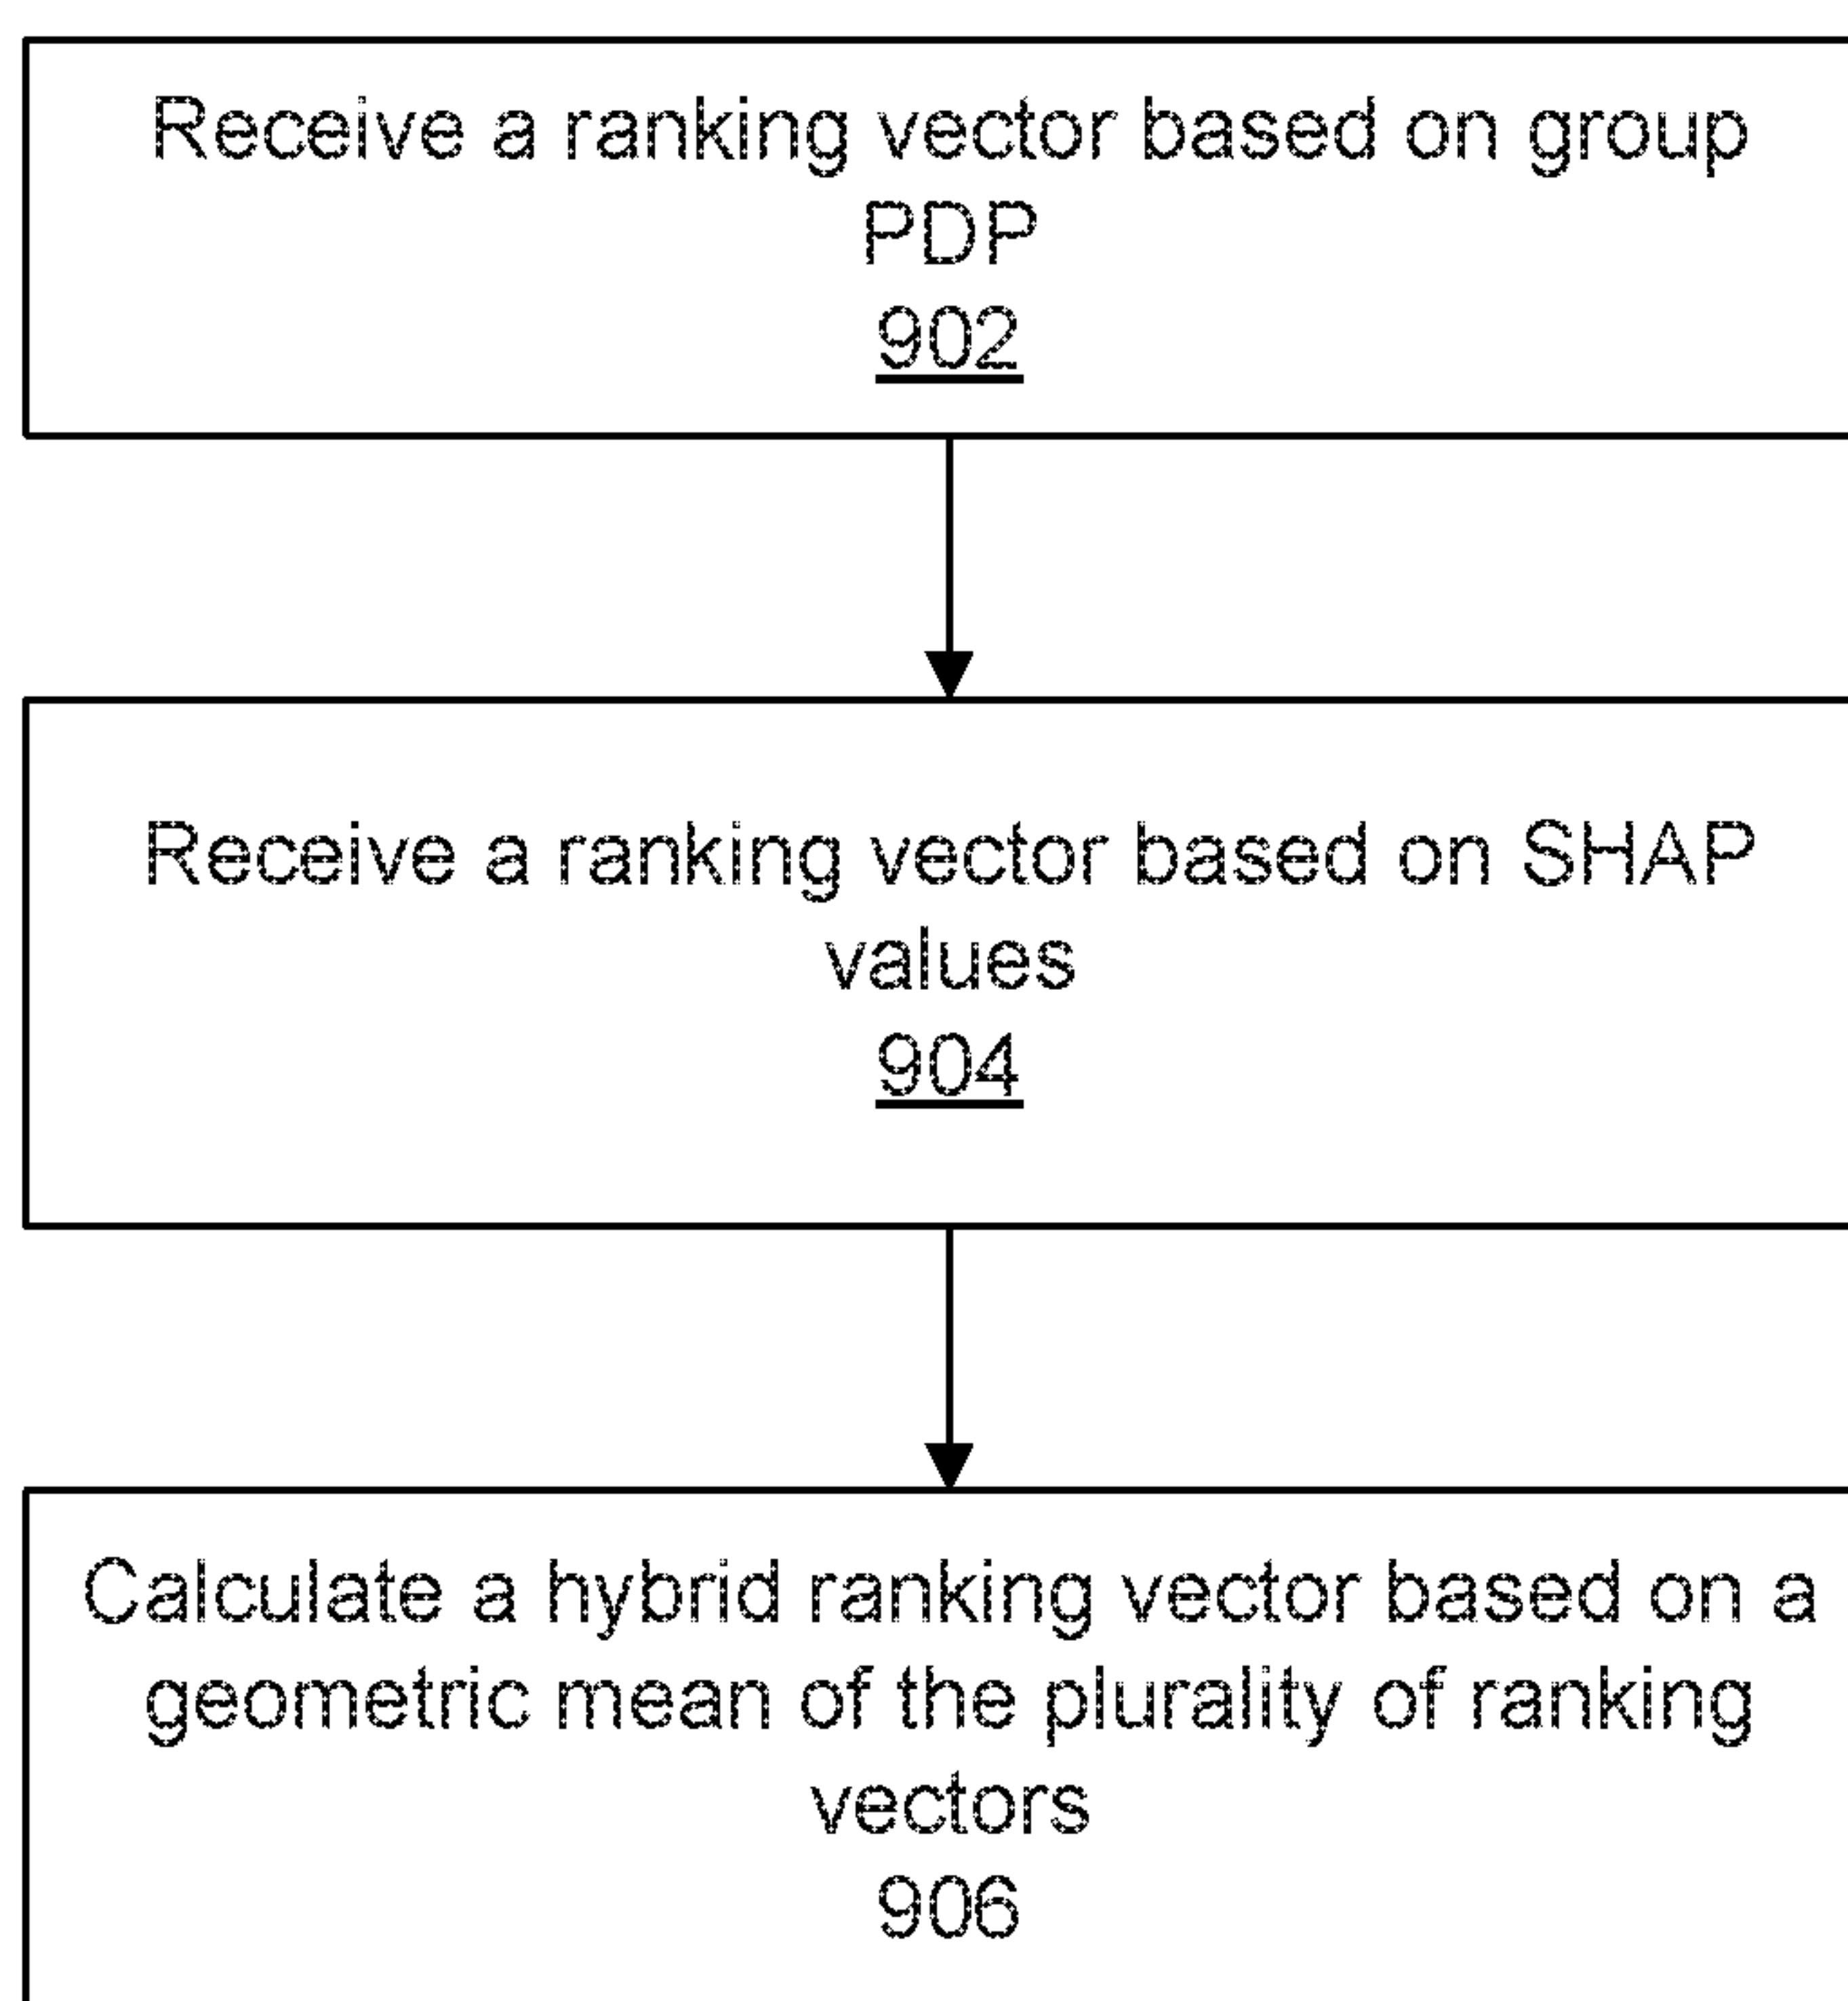 Receive a ranking vector based on group
PDP
902
Receive a ranking vector based on SHAP
values
904
Calculate a hybrid ranking vector based on a
geometric mean of the plurality of ranking
vectors
906